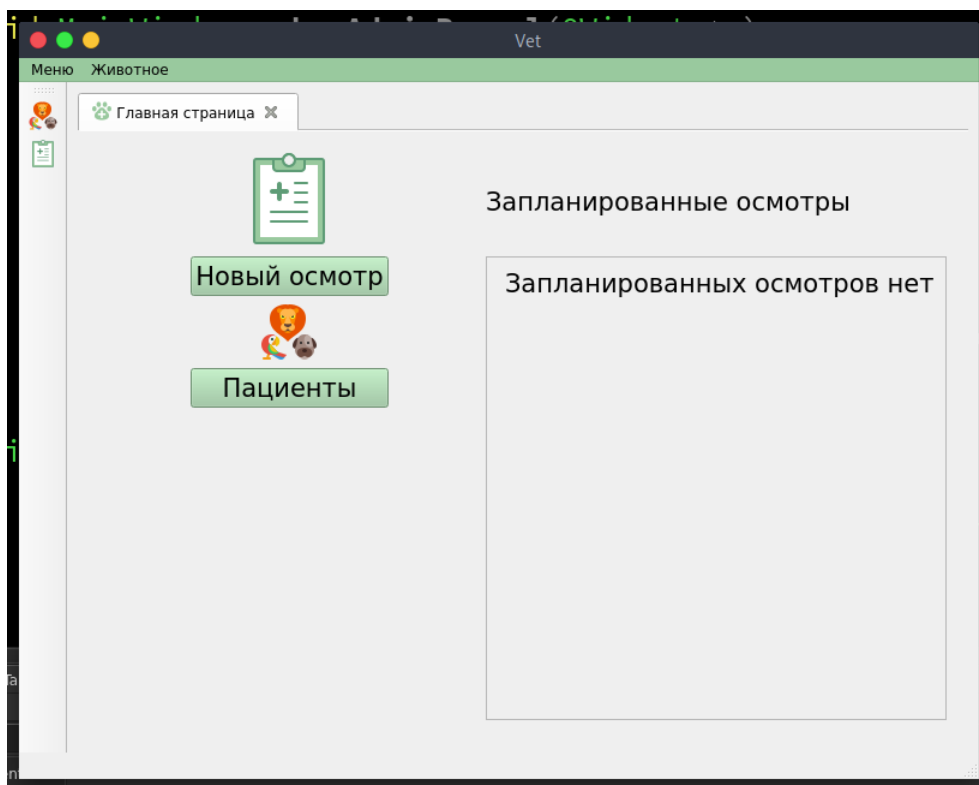 Vet
Меню Животное
Главная страница
Запланированные осмотры
Новый осмотр
Запланированных осмотров нет
Пациенты